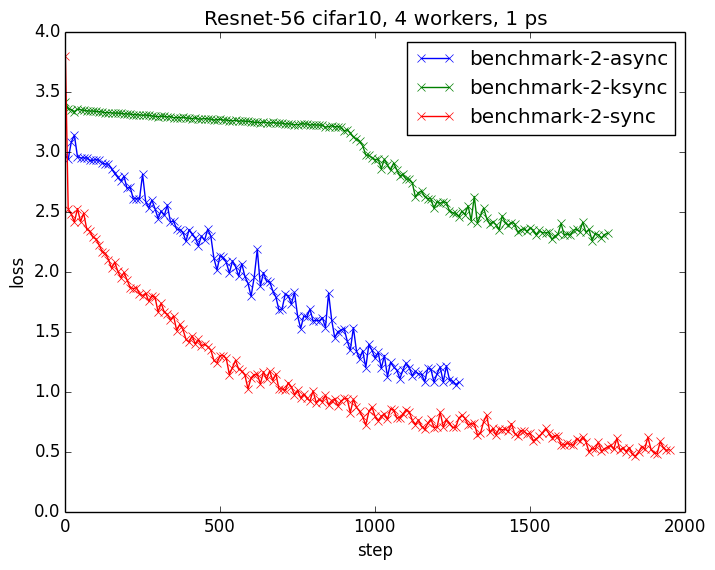 Resnet-56 cifar10, 4 workers, 1 ps
4.0
3.5
3.0
2.5
2.0
1.5
1.0
0.5
0.0
loss
benchmark-2-async
benchmark-2-ksync
benchmark-2-sync
0 500 1000 1500 2000
step